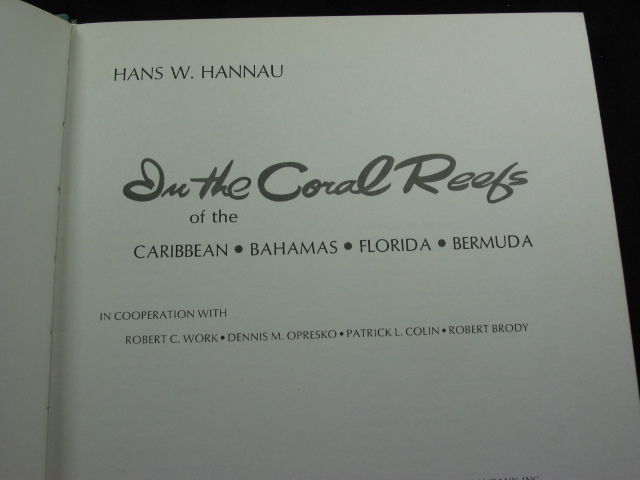 HANS W. HANNAU
In the Coral Reefs
of the
CARIBBEAN • BAHAMAS • FLORIDA • BERMUDA
IN COOPERATION WITH
ROBERT C. WORK • DENNIS M. OPRESKO • PATRICK L. COLIN • ROBERT BRODY